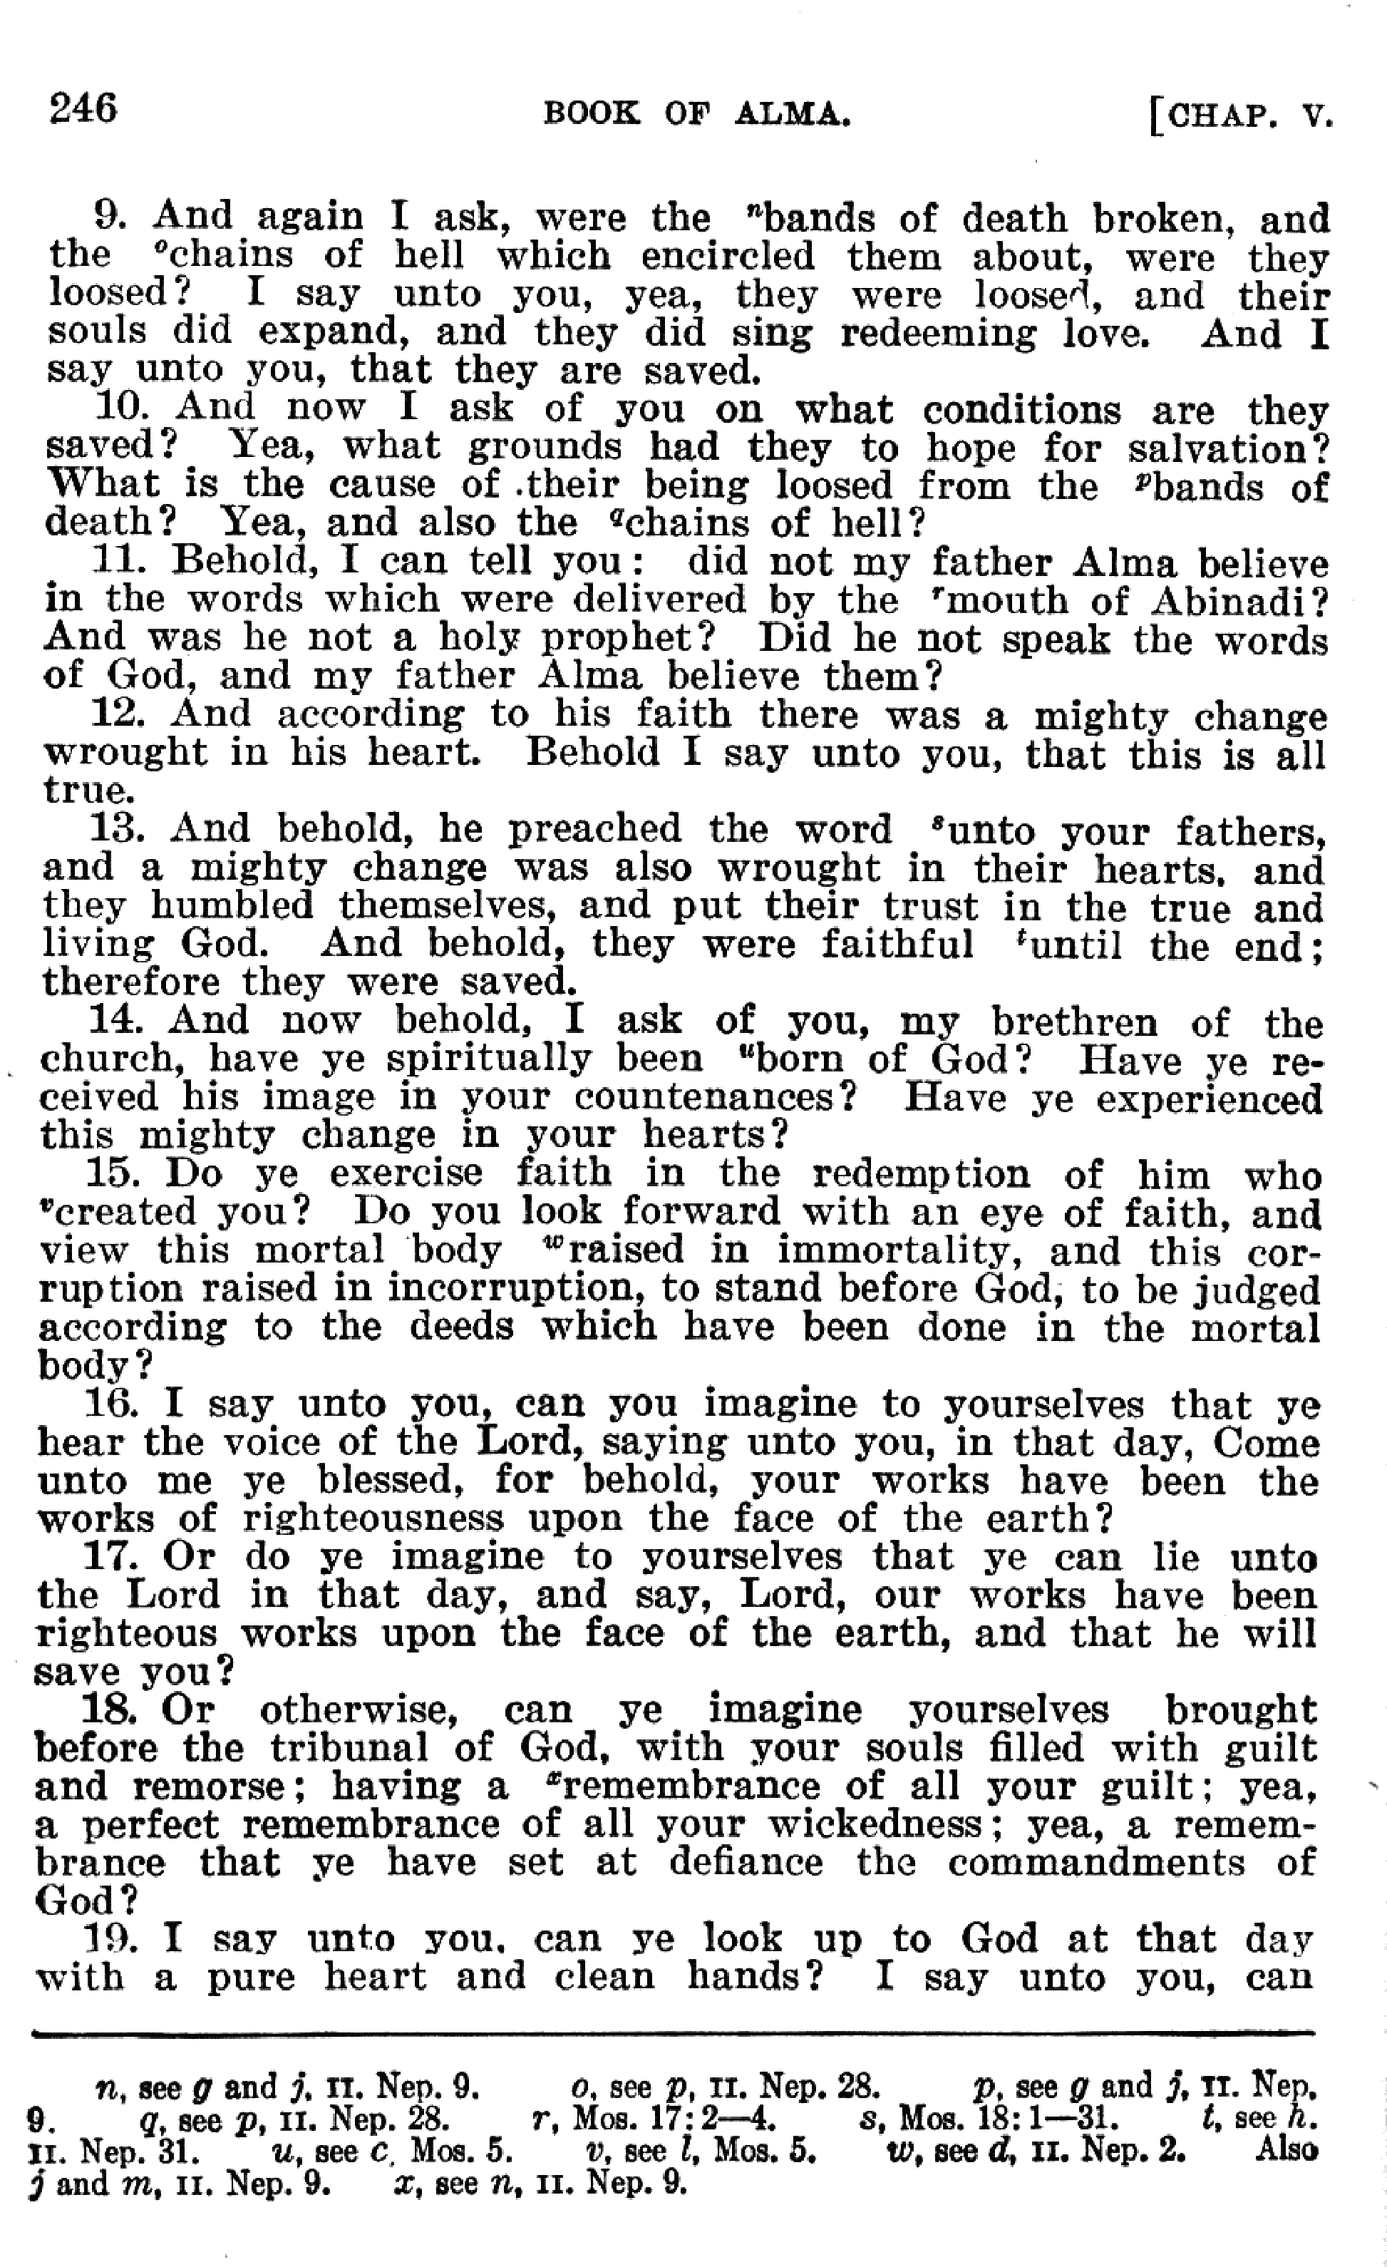 246 BOOK OF ALMA. [CHAP. V.
9. And again I ask, were the ⁿbands of death broken, and
the ᵒchains of hell which encircled them about, were they
loosed? I say unto you, yea, they were loosed, and their
souls did expand, and they did sing redeeming love. And I
say unto you, that they are saved.
10. And now I ask of you on what conditions are they
saved? Yea, what grounds had they to hope for salvation?
What is the cause of their being loosed from the ᵖbands of
death? Yea, and also the qchains of hell?
11. Behold, I can tell you: did not my father Alma believe
in the words which were delivered by the ʳmouth of Abinadi?
And was he not a holy prophet? Did he not speak the words
of God, and my father Alma believe them?
12. And according to his faith there was a mighty change
wrought in his heart. Behold I say unto you, that this is all
true.
13. And behold, he preached the word ˢunto your fathers,
and a mighty change was also wrought in their hearts, and
they humbled themselves, and put their trust in the true and
living God. And behold, they were faithful ᵗuntil the end;
therefore they were saved.
14. And now behold, I ask of you, my brethren of the
church, have ye spiritually been ᵘborn of God? Have ye re-
ceived his image in your countenances? Have ye experienced
this mighty change in your hearts?
15. Do ye exercise faith in the redemption of him who
ᵛcreated you? Do you look forward with an eye of faith, and
view this mortal body ʷraised in immortality, and this cor-
ruption raised in incorruption, to stand before God, to be judged
according to the deeds which have been done in the mortal
body?
16. I say unto you, can you imagine to yourselves that ye
hear the voice of the Lord, saying unto you, in that day, Come
unto me ye blessed, for behold, your works have been the
works of righteousness upon the face of the earth?
17. Or do ye imagine to yourselves that ye can lie unto
the Lord in that day, and say, Lord, our works have been
righteous works upon the face of the earth, and that he will
save you?
18. Or otherwise, can ye imagine yourselves brought
before the tribunal of God, with your souls filled with guilt
and remorse; having a ˣremembrance of all your guilt; yea,
a perfect remembrance of all your wickedness; yea, a remem-
brance that ye have set at defiance the commandments of
God?
19. I say unto you, can ye look up to God at that day
with a pure heart and clean hands? I say unto you, can
n, see g and j, II. Nep. 9. o, see p, II. Nep. 28. p, see g and j, II. Nep.
9. q, see p, II. Nep. 28. r, Mos. 17:2—4. s, Mos. 18:1—31. t, see h.
II. Nep. 31. u, see c, Mos. 5. v, see l, Mos. 5. w, see d, II. Nep. 2. Also
j and m, II. Nep. 9. x, see n, II. Nep. 9.